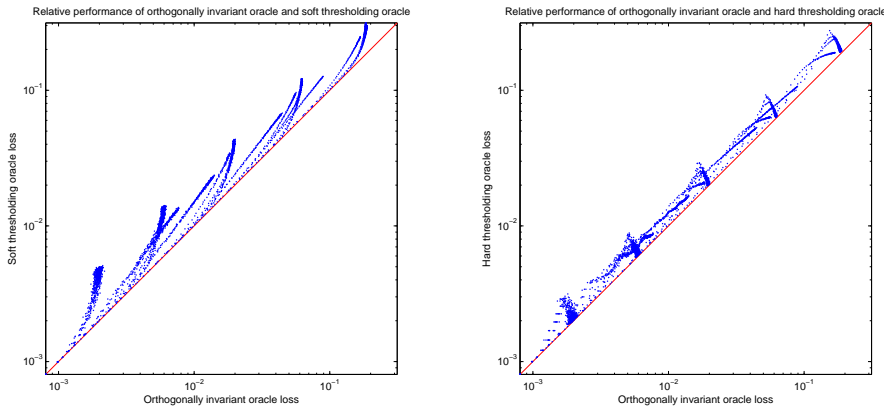 Relative performance of orthogonally invariant oracle and soft thresholding oracle
Soft thresholding oracle loss
10^-1
10^-2
10^-3
10^-3
10^-2
10^-1
Orthogonally invariant oracle loss
Relative performance of orthogonally invariant oracle and hard thresholding oracle
Hard thresholding oracle loss
10^-1
10^-2
10^-3
10^-3
10^-2
10^-1
Orthogonally invariant oracle loss